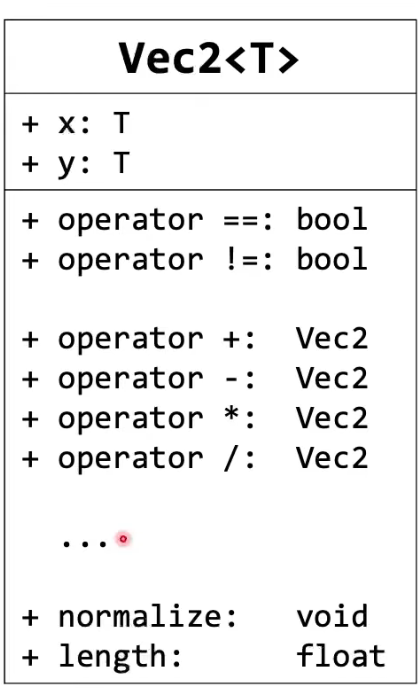 Vec2<T>
+ x: T
+ y: T
+ operator ==: bool
+ operator !=: bool
+ operator +:  Vec2
+ operator -:  Vec2
+ operator *:  Vec2
+ operator /:  Vec2
...
+ normalize:   void
+ length:      float